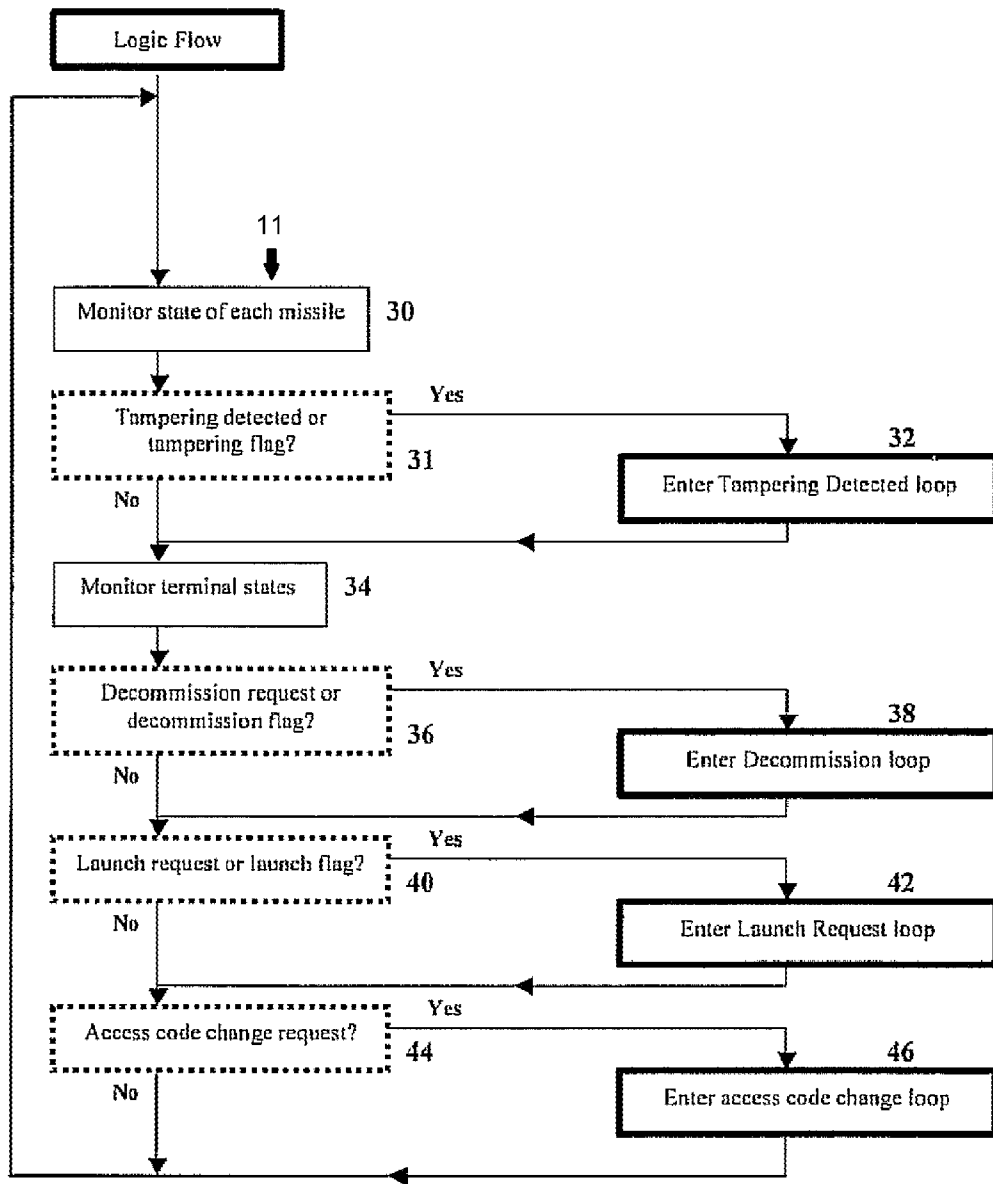 Logic Flow
11
Monitor state of each missile
30
Tampering detected or
tampering flag?
31
Yes
No
32
Enter Tampering Detected loop
Monitor terminal states
34
Decommission request or
decommission flag?
36
Yes
No
38
Enter Decommission loop
Launch request or launch flag?
40
Yes
No
42
Enter Launch Request loop
Access code change request?
44
Yes
No
46
Enter access code change loop